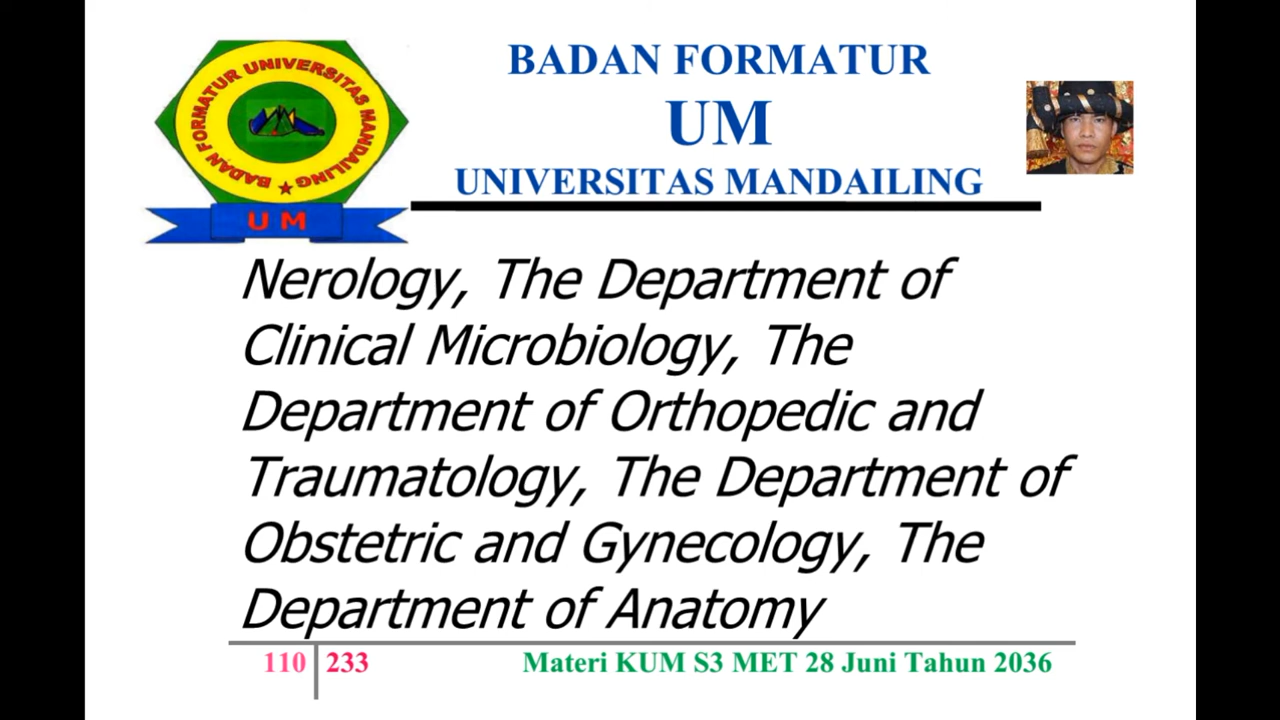 BADAN FORMATUR UNIVERSITAS MANDAILING
UM
BADAN FORMATUR
UM
UNIVERSITAS MANDAILING
Nerology, The Department of
Clinical Microbiology, The
Department of Orthopedic and
Traumatology, The Department of
Obstetric and Gynecology, The
Department of Anatomy
110 233 Materi KUM S3 MET 28 Juni Tahun 2036